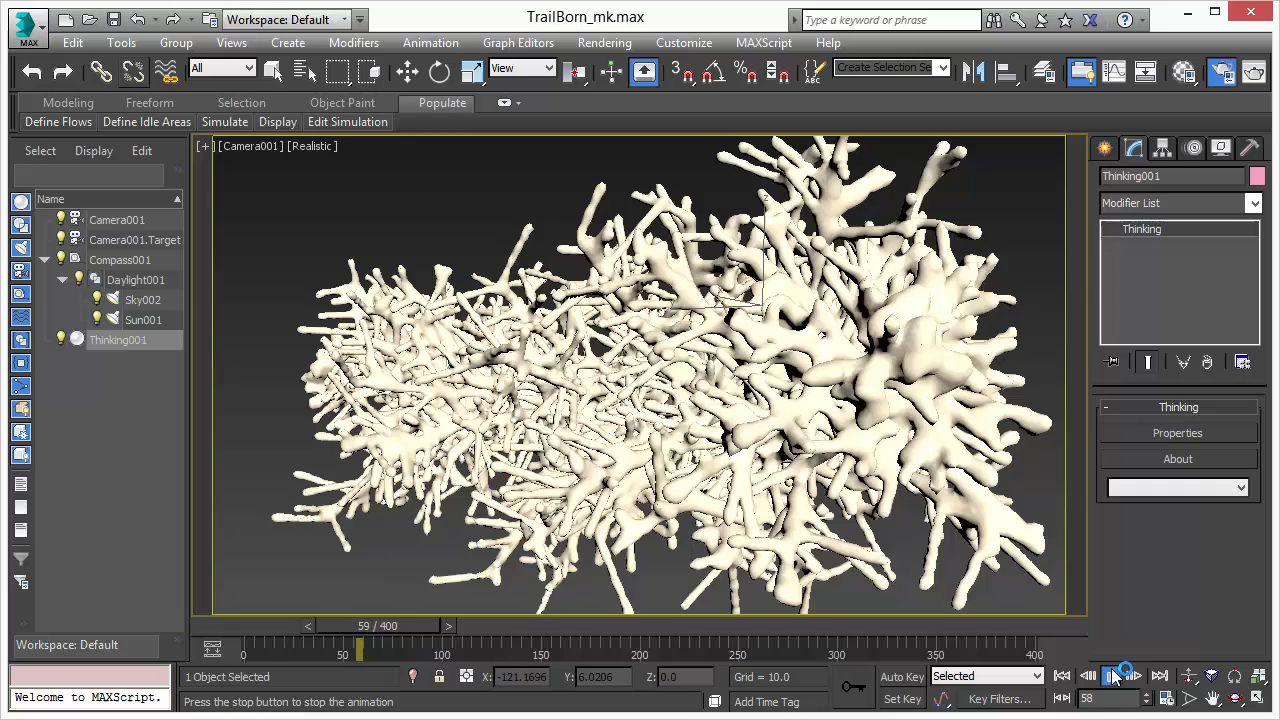 MAX
Workspace: Default
TrailBorn_mk.max
Type a keyword or phrase
Edit Tools Group Views Create Modifiers Animation Graph Editors Rendering Customize MAXScript Help
All
View
3
Create Selection Se
Modeling Freeform Selection Object Paint Populate
Define Flows Define Idle Areas Simulate Display Edit Simulation
Select Display Edit
Name
Camera001
Camera001.Target
Compass001
Daylight001
Sky002
Sun001
Thinking001
Workspace: Default
[+] [Camera001] [Realistic]
Thinking001
Modifier List
Thinking
- Thinking
Properties
About
< 59 / 400 >
0 50 100 150 200 250 300 350 400
Welcome to MAXScript.
1 Object Selected
X: -121.1696 Y: 6.0206 Z: 0.0
Grid = 10.0
Press the stop button to stop the animation
Add Time Tag
Auto Key Selected
Set Key Key Filters...
58